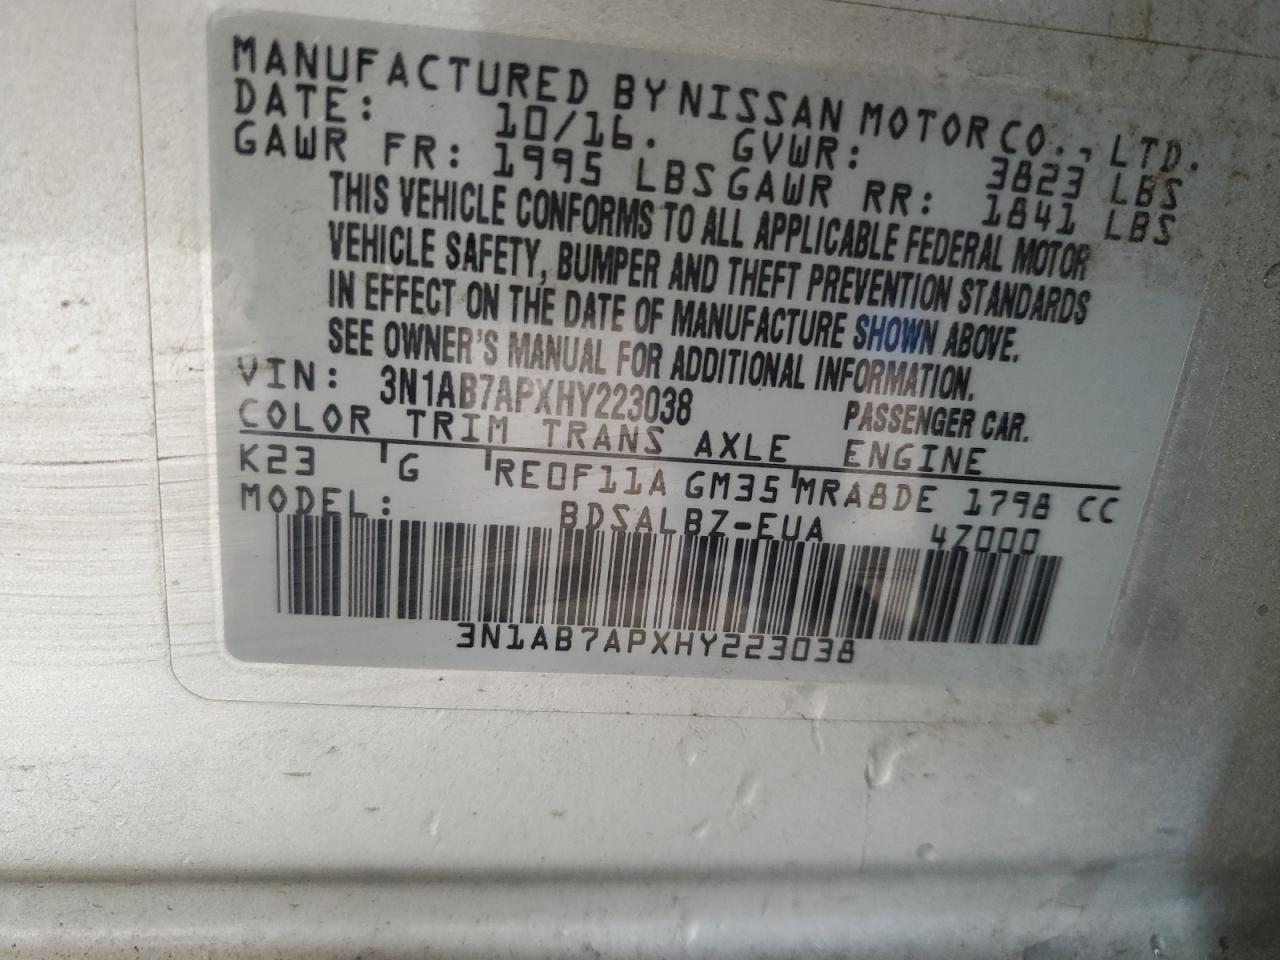 MANUFACTURED BY NISSAN MOTOR CO., LTD.
DATE: 10/16. GVWR: 3823 LBS
GAWR FR: 1995 LBS GAWR RR: 1841 LBS
THIS VEHICLE CONFORMS TO ALL APPLICABLE FEDERAL MOTOR
VEHICLE SAFETY, BUMPER AND THEFT PREVENTION STANDARDS
IN EFFECT ON THE DATE OF MANUFACTURE SHOWN ABOVE.
SEE OWNER'S MANUAL FOR ADDITIONAL INFORMATION.
VIN: 3N1AB7APXHY223038 PASSENGER CAR.
COLOR TRIM TRANS AXLE ENGINE
K23 G RE0F11A GM35 MRA8DE 1798 CC
MODEL: BDSALBZ-EUA 4Z000
3N1AB7APXHY223038